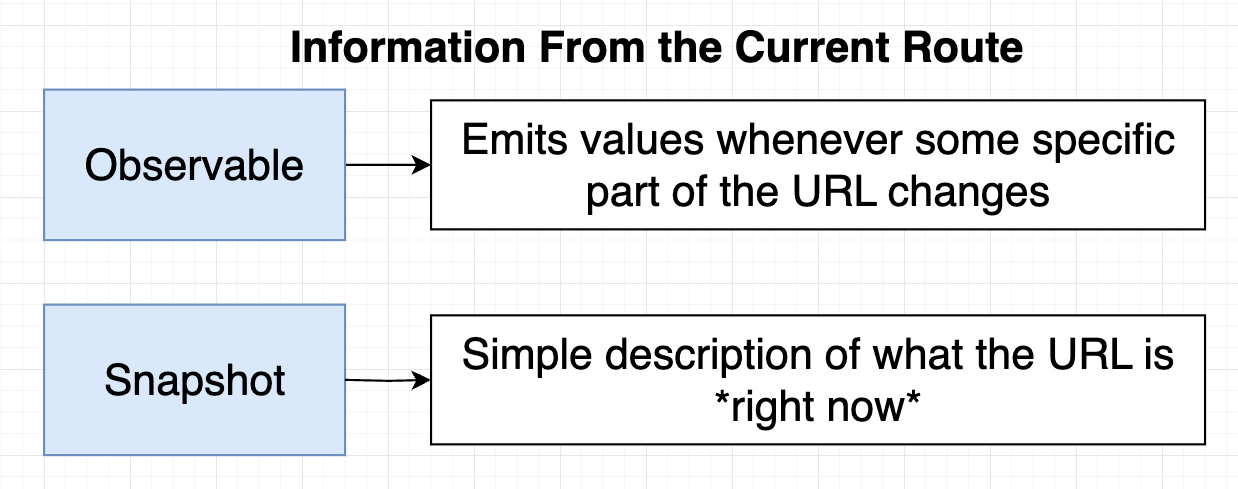 Information From the Current Route
Observable
Emits values whenever some specific
part of the URL changes
Snapshot
Simple description of what the URL is
*right now*